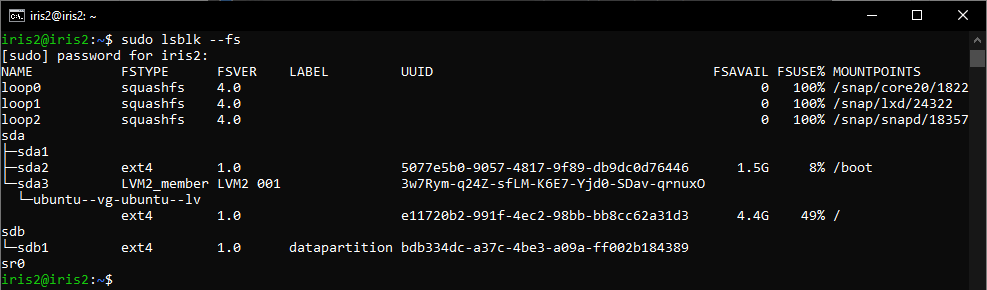 iris2@iris2: ~
iris2@iris2:~$ sudo lsblk --fs
[sudo] password for iris2:
NAME FSTYPE FSVER LABEL UUID FSAVAIL FSUSE% MOUNTPOINTS
loop0 squashfs 4.0 0 100% /snap/core20/1822
loop1 squashfs 4.0 0 100% /snap/lxd/24322
loop2 squashfs 4.0 0 100% /snap/snapd/18357
sda
├─sda1
├─sda2 ext4 1.0 5077e5b0-9057-4817-9f89-db9dc0d76446 1.5G 8% /boot
└─sda3 LVM2_member LVM2 001 3w7Rym-q24Z-sfLM-K6E7-Yjd0-SDav-qrnuxO
└─ubuntu--vg-ubuntu--lv
ext4 1.0 e11720b2-991f-4ec2-98bb-bb8cc62a31d3 4.4G 49% /
sdb
└─sdb1 ext4 1.0 datapartition bdb334dc-a37c-4be3-a09a-ff002b184389
sr0
iris2@iris2:~$